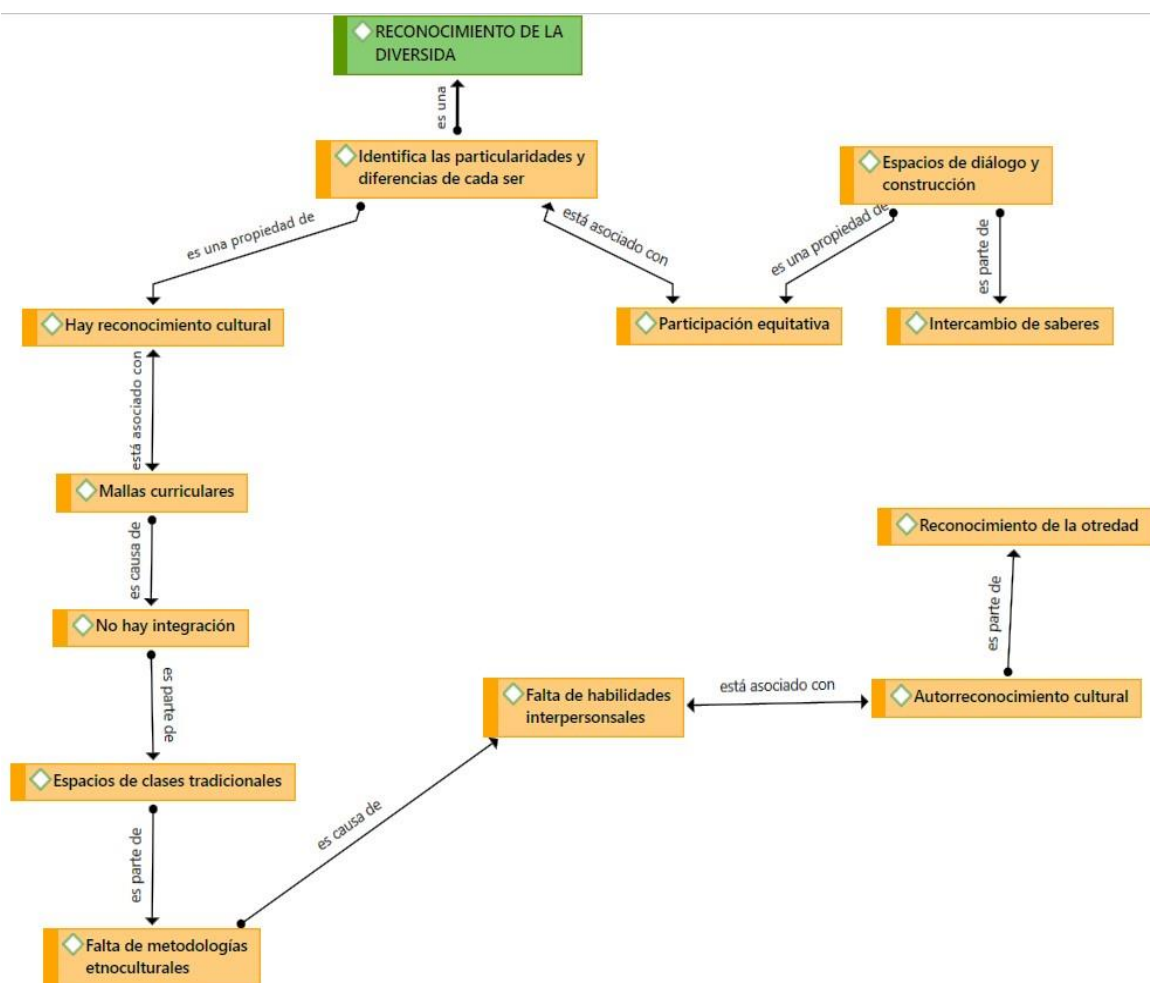 RECONOCIMIENTO DE LA
DIVERSIDA
es una
Identifica las particularidades y
diferencias de cada ser
Espacios de diálogo y
construcción
es una propiedad de
está asociado con
es una propiedad de
es parte de
Hay reconocimiento cultural
Participación equitativa
Intercambio de saberes
está asociado con
Mallas curriculares
es causa de
Reconocimiento de la otredad
No hay integración
es parte de
es parte de
Falta de habilidades
interpersonsales
está asociado con
Autorreconocimiento cultural
Espacios de clases tradicionales
es causa de
es parte de
Falta de metodologías
etnoculturales